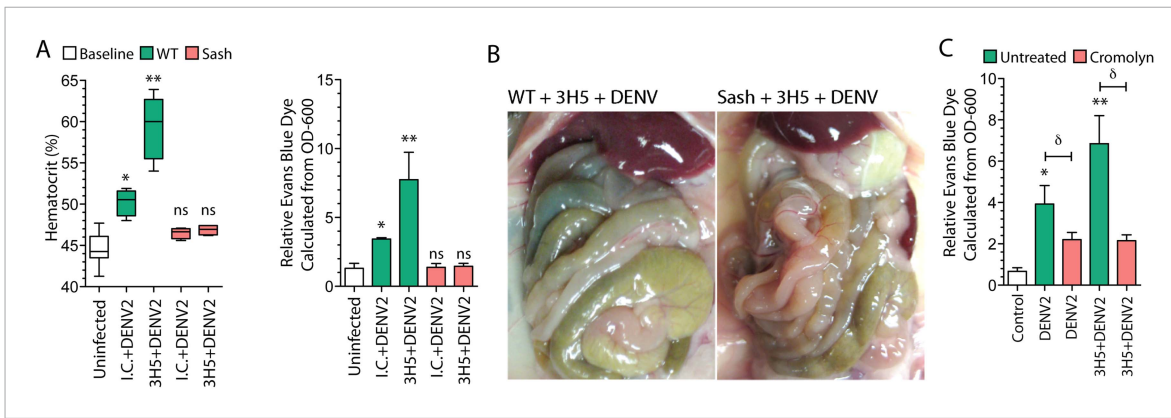 A
Baseline WT Sash
Hematocrit (%)
65
60
55
50
45
40
*
**
ns
ns
Uninfected
I.C.+DENV2
3H5+DENV2
I.C.+DENV2
3H5+DENV2
Relative Evans Blue Dye
Calculated from OD-600
15
10
5
0
*
**
ns
ns
Uninfected
I.C.+DENV2
3H5+DENV2
I.C.+DENV2
3H5+DENV2
B
WT + 3H5 + DENV
Sash + 3H5 + DENV
C
Untreated Cromolyn
Relative Evans Blue Dye
Calculated from OD-600
10
8
6
4
2
0
*
δ
**
δ
Control
DENV2
DENV2
3H5+DENV2
3H5+DENV2